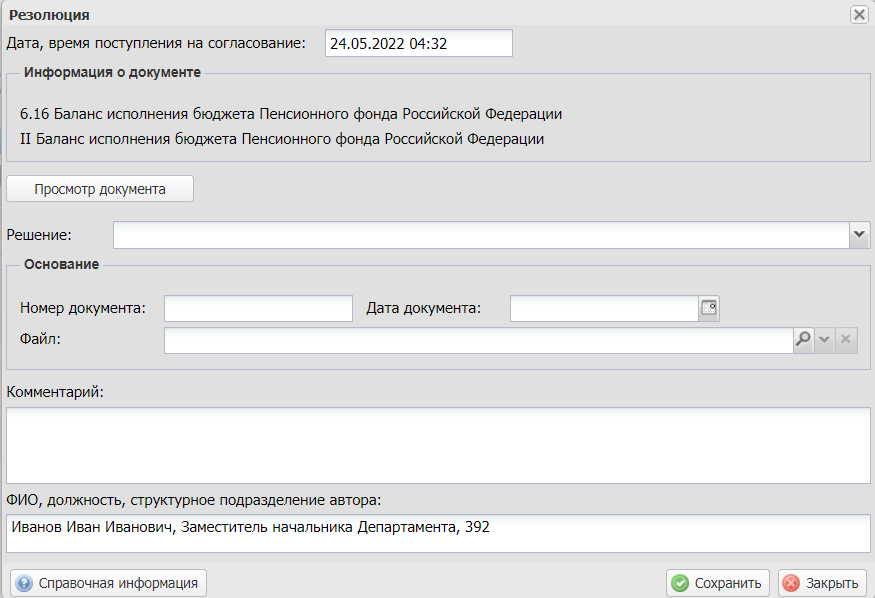 Резолюция
Дата, время поступления на согласование: 24.05.2022 04:32
Информация о документе
6.16 Баланс исполнения бюджета Пенсионного фонда Российской Федерации
II Баланс исполнения бюджета Пенсионного фонда Российской Федерации
Просмотр документа
Решение:
Основание
Номер документа: Дата документа:
Файл:
Комментарий:
ФИО, должность, структурное подразделение автора:
Иванов Иван Иванович, Заместитель начальника Департамента, 392
Справочная информация Сохранить Закрыть